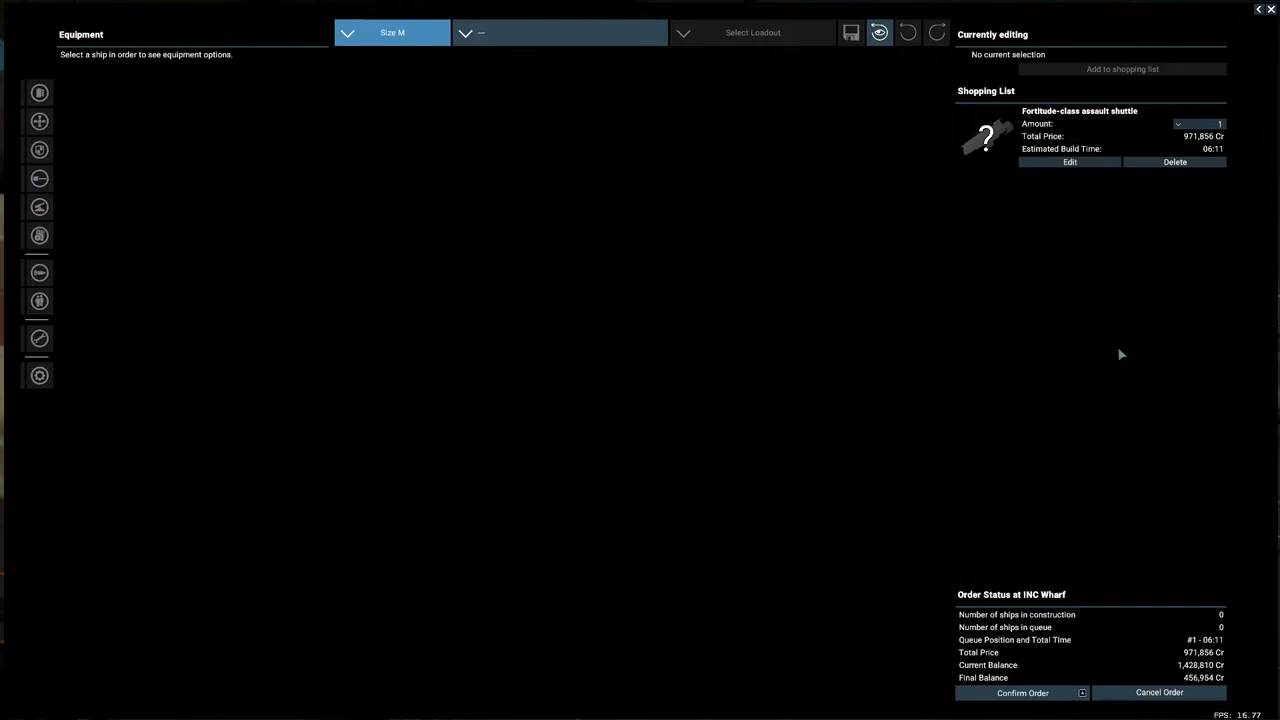 Equipment
Select a ship in order to see equipment options.
Size M
—
Select Loadout
Currently editing
No current selection
Add to shopping list
Shopping List
Fortitude-class assault shuttle
Amount: 1
Total Price: 971,856 Cr
Estimated Build Time: 06:11
Edit Delete
?
Order Status at INC Wharf
Number of ships in construction 0
Number of ships in queue 0
Queue Position and Total Time #1 - 06:11
Total Price 971,856 Cr
Current Balance 1,428,810 Cr
Final Balance 456,954 Cr
Confirm Order Cancel Order
FPS: 16.77